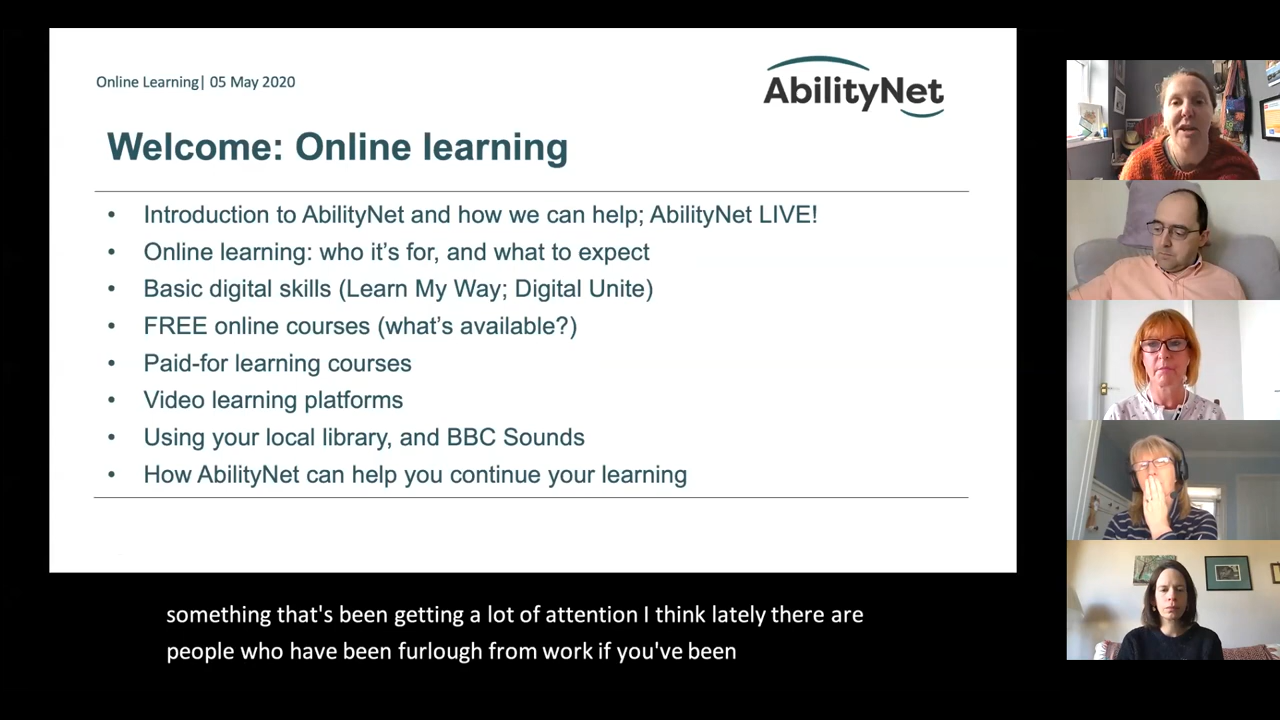 Online Learning| 05 May 2020
AbilityNet
Welcome: Online learning
• Introduction to AbilityNet and how we can help; AbilityNet LIVE!
• Online learning: who it’s for, and what to expect
• Basic digital skills (Learn My Way; Digital Unite)
• FREE online courses (what’s available?)
• Paid-for learning courses
• Video learning platforms
• Using your local library, and BBC Sounds
• How AbilityNet can help you continue your learning
something that's been getting a lot of attention I think lately there are
people who have been furlough from work if you've been